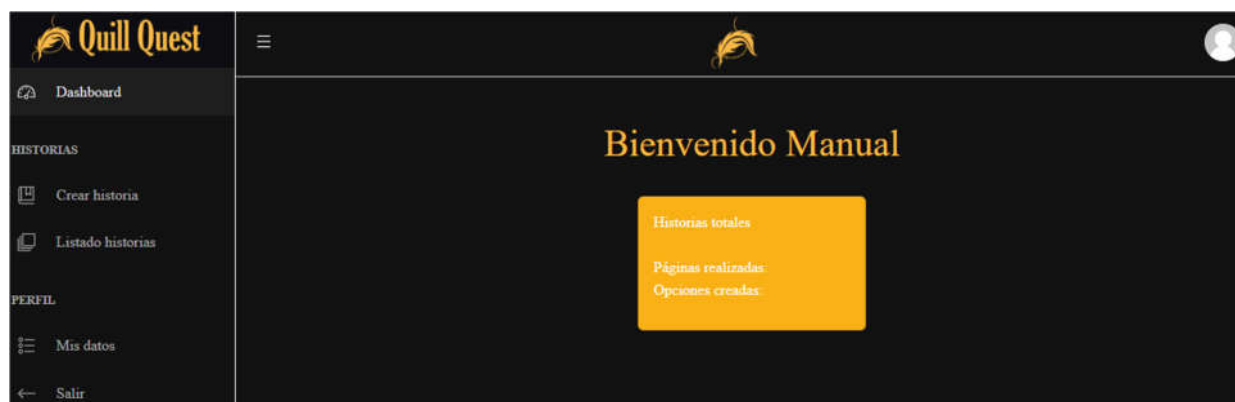 Quill Quest
Dashboard
HISTORIAS
Crear historia
Listado historias
PERFIL
Mis datos
Salir
Bienvenido Manual
Historias totales
Páginas realizadas:
Opciones creadas: